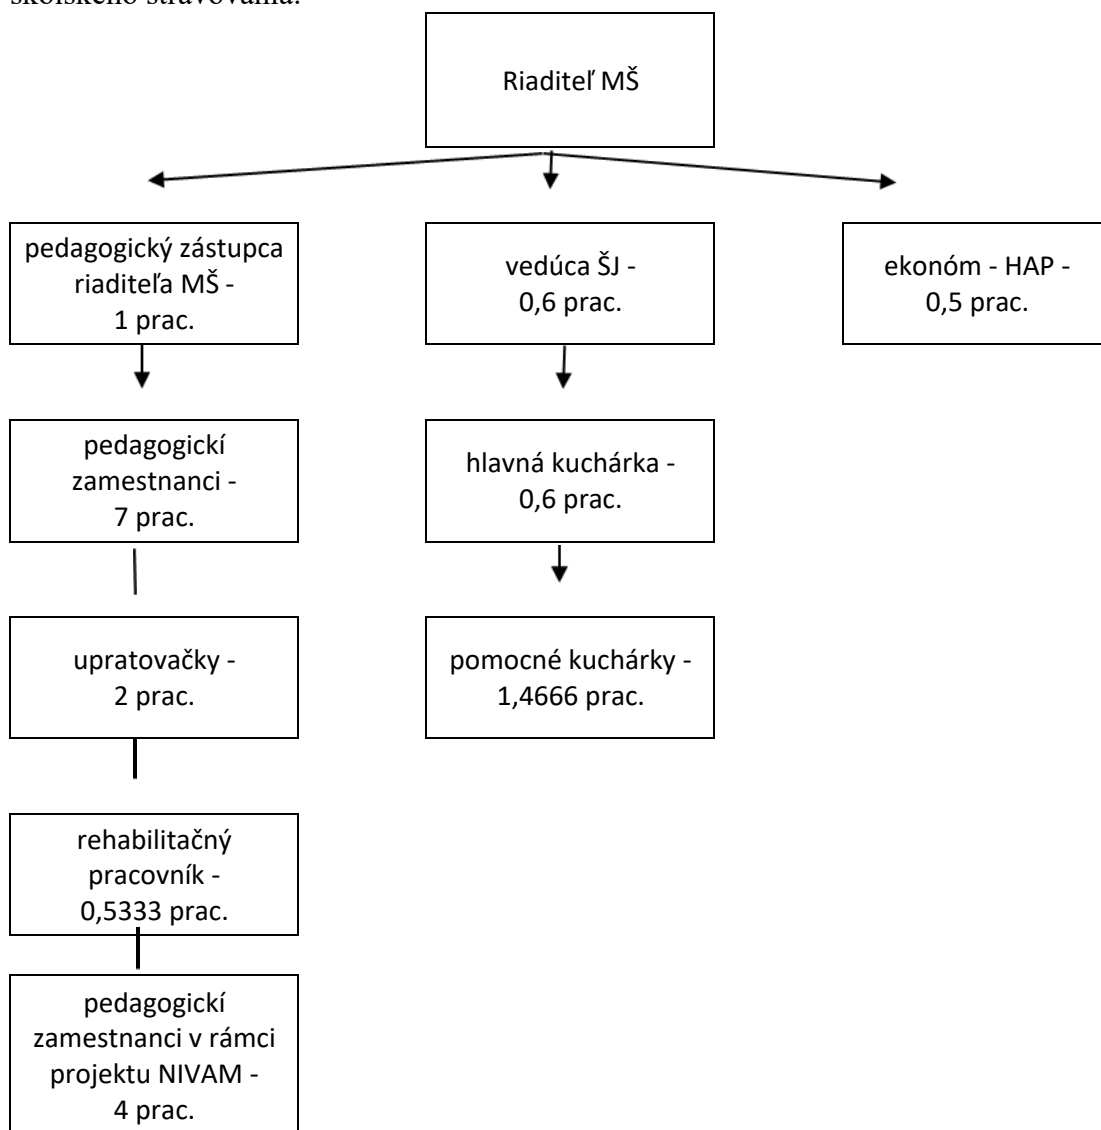 školského stravovania.
Riaditeľ MŠ
pedagogický zástupca
riaditeľa MŠ -
1 prac.
vedúca ŠJ -
0,6 prac.
ekonóm - HAP -
0,5 prac.
pedagogickí
zamestnanci -
7 prac.
hlavná kuchárka -
0,6 prac.
upratovačky -
2 prac.
pomocné kuchárky -
1,4666 prac.
rehabilitačný
pracovník -
0,5333 prac.
pedagogickí
zamestnanci v rámci
projektu NIVAM -
4 prac.